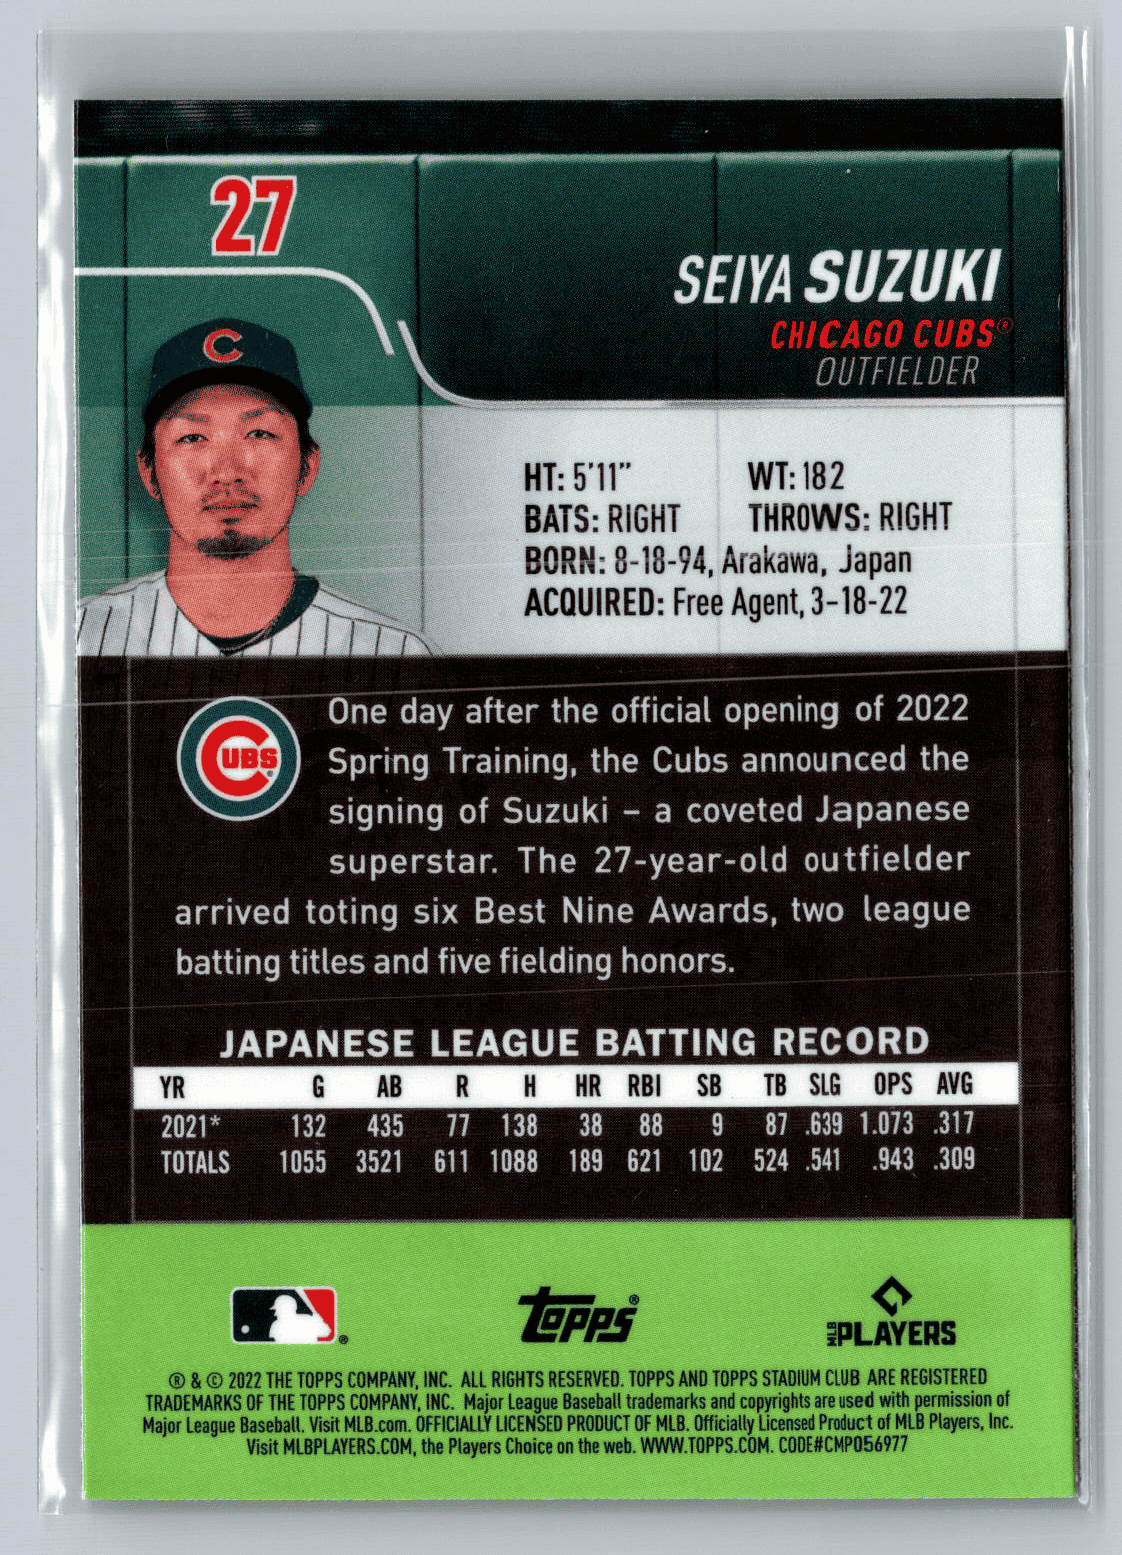 27
SEIYA SUZUKI
CHICAGO CUBS®
OUTFIELDER
C
HT: 5'11" WT: 182
BATS: RIGHT THROWS: RIGHT
BORN: 8-18-94, Arakawa, Japan
ACQUIRED: Free Agent, 3-18-22
CUBS®
One day after the official opening of 2022
Spring Training, the Cubs announced the
signing of Suzuki – a coveted Japanese
superstar. The 27-year-old outfielder
arrived toting six Best Nine Awards, two league
batting titles and five fielding honors.
JAPANESE LEAGUE BATTING RECORD
YR G AB R H HR RBI SB TB SLG OPS AVG
2021* 132 435 77 138 38 88 9 87 .639 1.073 .317
TOTALS 1055 3521 611 1088 189 621 102 524 .541 .943 .309
® Topps® MLB PLAYERS
® & © 2022 THE TOPPS COMPANY, INC. ALL RIGHTS RESERVED. TOPPS AND TOPPS STADIUM CLUB ARE REGISTERED
TRADEMARKS OF THE TOPPS COMPANY, INC. Major League Baseball trademarks and copyrights are used with permission of
Major League Baseball. Visit MLB.com. OFFICIALLY LICENSED PRODUCT OF MLB. Officially Licensed Product of MLB Players, Inc.
Visit MLBPLAYERS.COM, the Players Choice on the web. WWW.TOPPS.COM. CODE#CMP056977